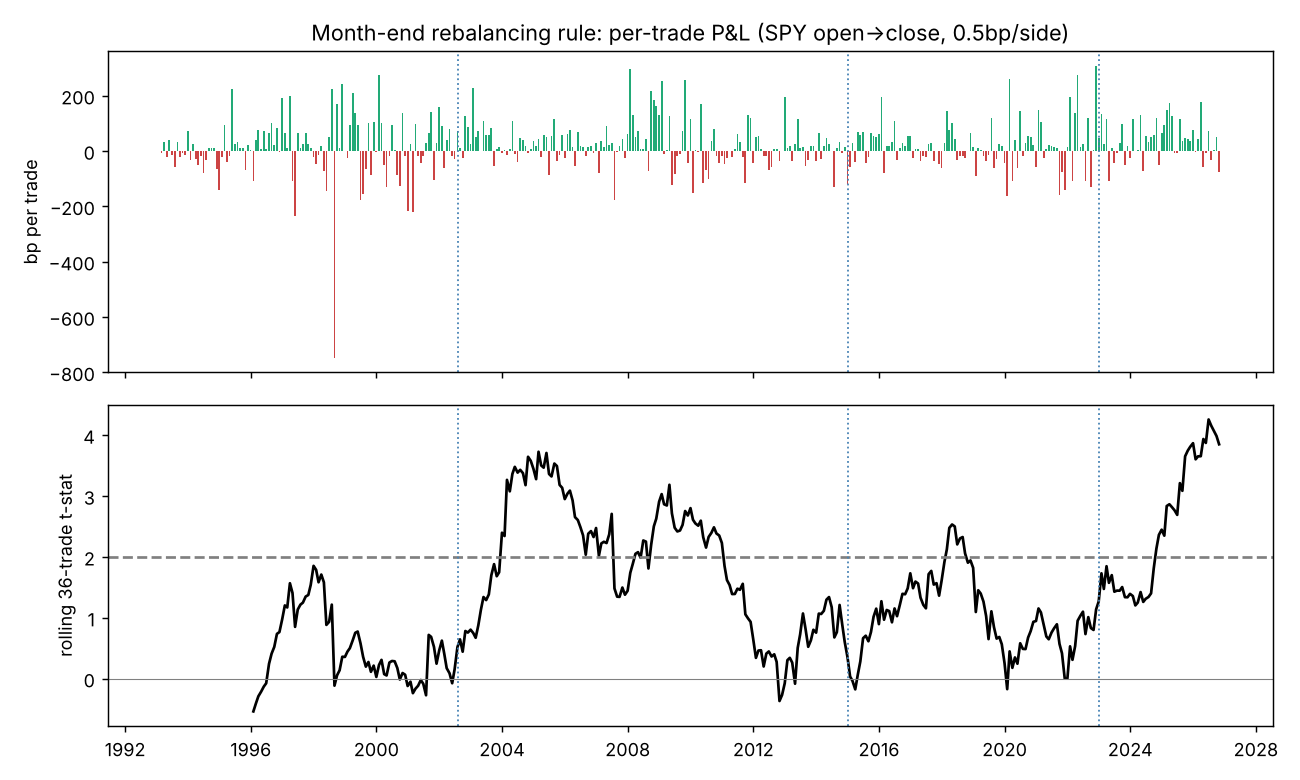 Month-end rebalancing rule: per-trade P&L (SPY open→close, 0.5bp/side)
bp per trade
200
0
−200
−400
−600
−800
rolling 36-trade t-stat
4
3
2
1
0
1992 1996 2000 2004 2008 2012 2016 2020 2024 2028